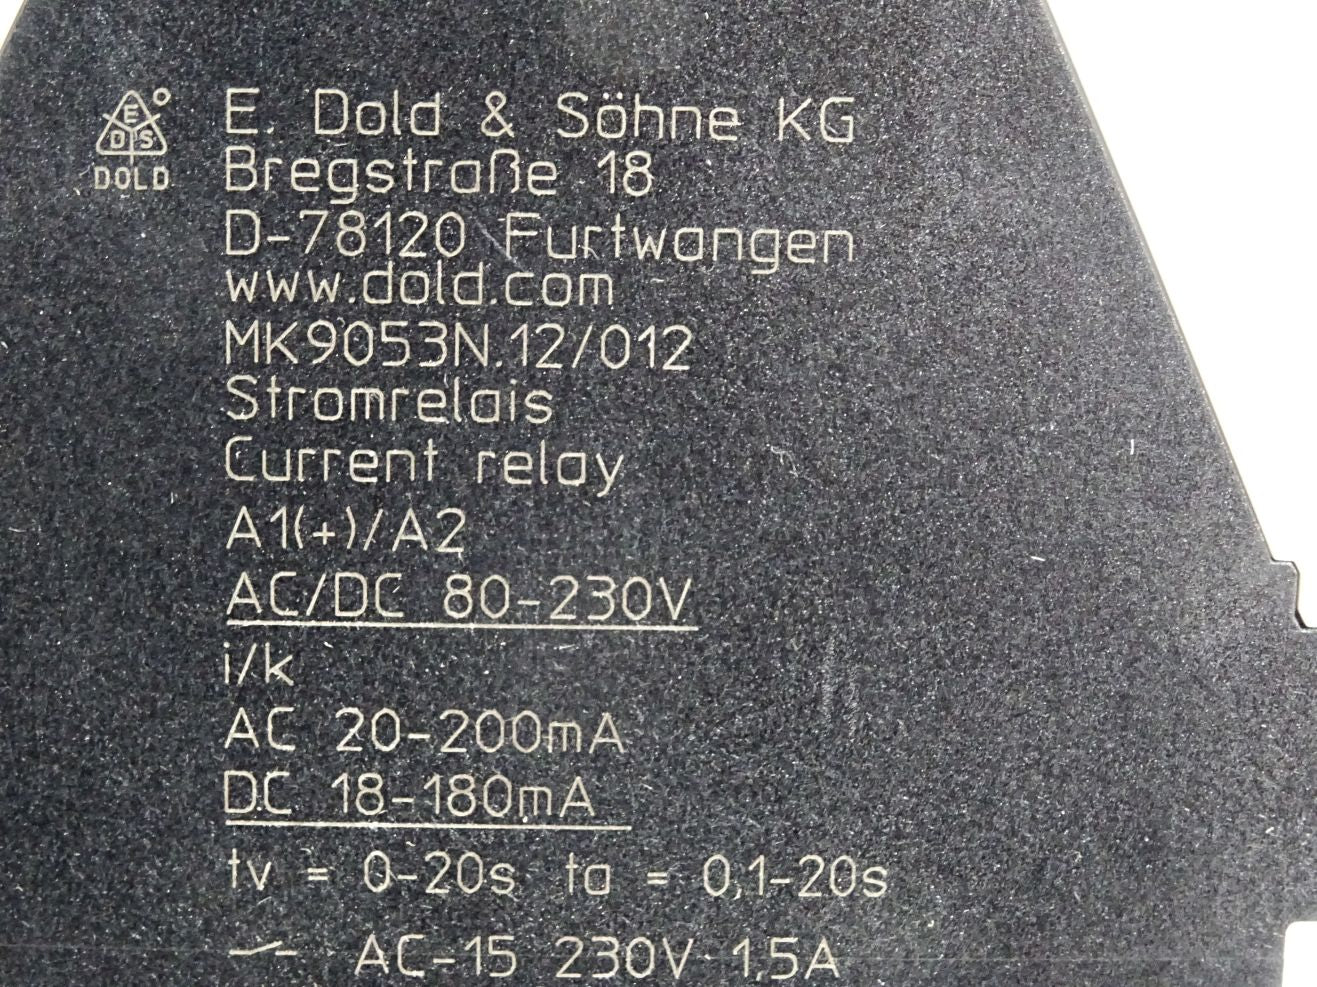 E
D S
DOLD
E. Dold & Söhne KG
Bregstraße 18
D-78120 Furtwangen
www.dold.com
MK9053N.12/012
Stromrelais
Current relay
A1(+)/A2
AC/DC 80-230V
i/k
AC 20-200mA
DC 18-180mA
tv = 0-20s ta = 0,1-20s
AC-15 230V 1,5A